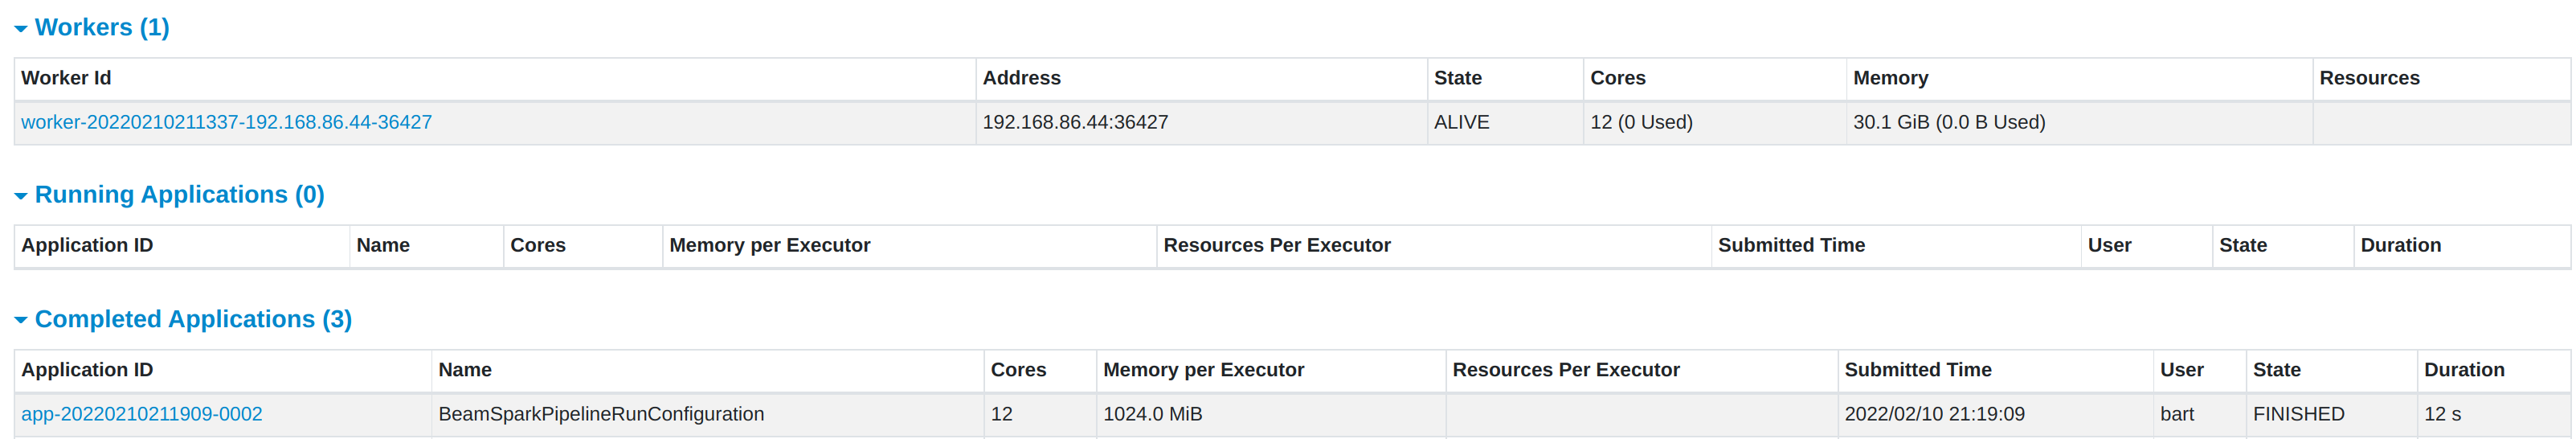 Workers (1)
Worker Id Address State Cores Memory Resources
worker-20220210211337-192.168.86.44-36427 192.168.86.44:36427 ALIVE 12 (0 Used) 30.1 GiB (0.0 B Used)
Running Applications (0)
Application ID Name Cores Memory per Executor Resources Per Executor Submitted Time User State Duration
Completed Applications (3)
Application ID Name Cores Memory per Executor Resources Per Executor Submitted Time User State Duration
app-20220210211909-0002 BeamSparkPipelineRunConfiguration 12 1024.0 MiB 2022/02/10 21:19:09 bart FINISHED 12 s